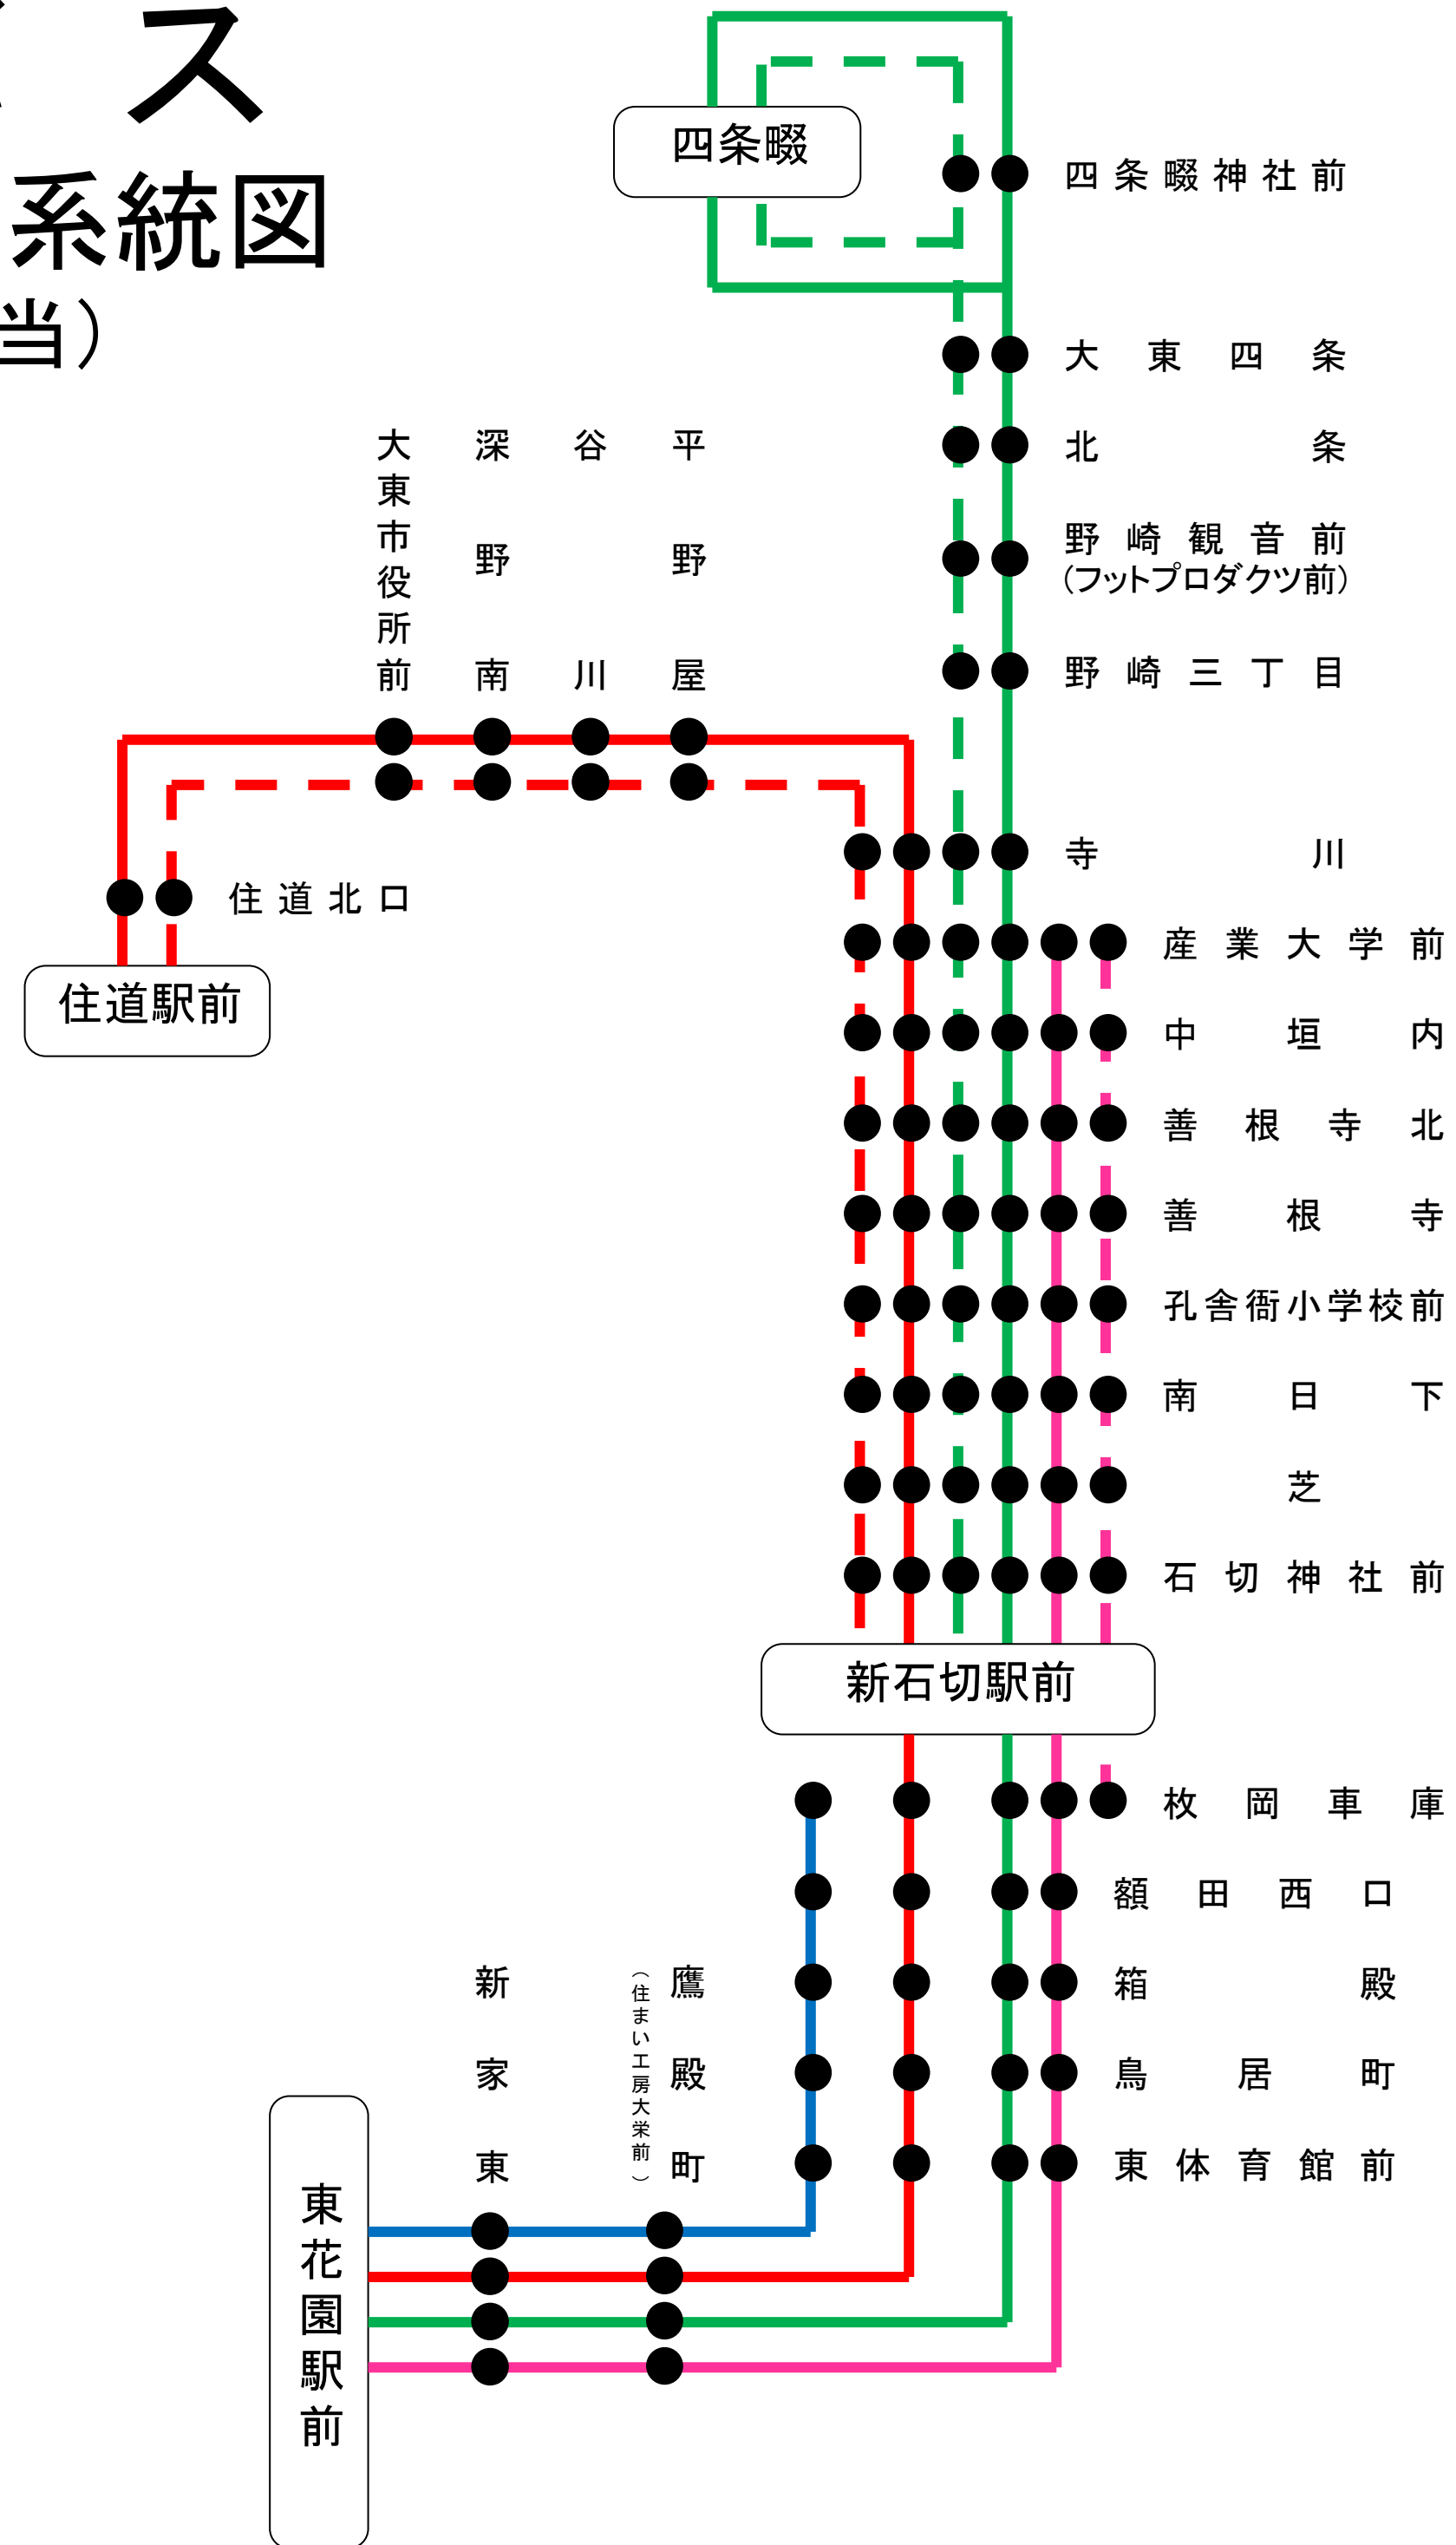 ス
系統図
当）
四条畷
四条畷神社前
大東四条
北条
野崎観音前
（フットプロダクツ前）
野崎三丁目
大東市役所前
深野南
谷川
平野屋
寺川
住道北口
住道駅前
産業大学前
中垣内
善根寺北
善根寺
孔舎衙小学校前
南日下
芝
石切神社前
新石切駅前
枚岡車庫
額田西口
箱殿
鳥居町
東体育館前
新家東
鷹殿町
（住まい工房大栄前）
東花園駅前